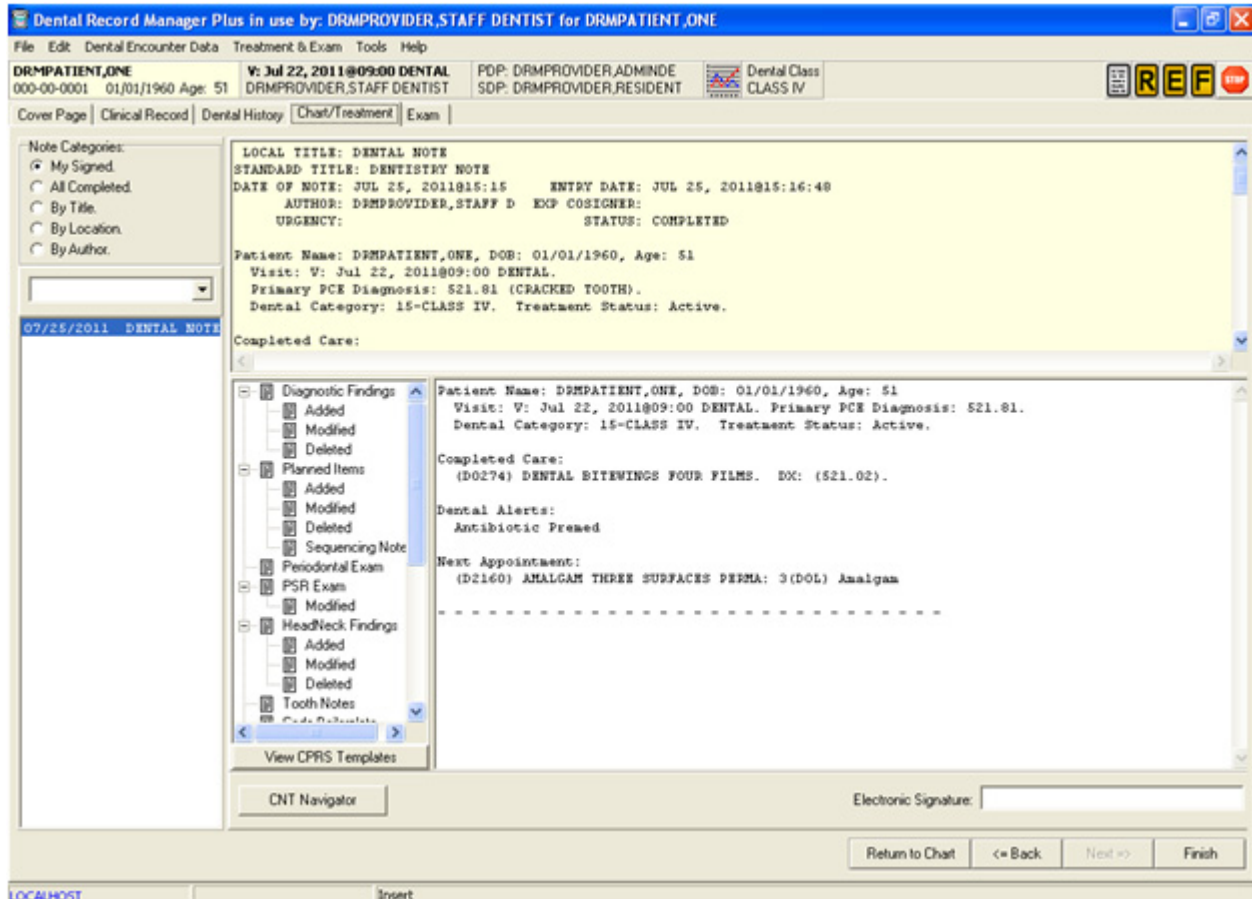 Dental Record Manager Plus in use by: DRMPROVIDER,STAFF DENTIST for DRMPATIENT,ONE
File Edit Dental Encounter Data Treatment & Exam Tools Help
DRMPATIENT,ONE
000-00-0001 01/01/1960 Age: 51
V: Jul 22, 2011@09:00 DENTAL
DRMPROVIDER,STAFF DENTIST
PDP: DRMPROVIDER,ADMINDE
SDP: DRMPROVIDER,RESIDENT
Dental Class
CLASS IV
R E F STOP
Cover Page Clinical Record Dental History Chart/Treatment Exam
Note Categories:
My Signed.
All Completed.
By Title.
By Location.
By Author.
07/25/2011 DENTAL NOTE
LOCAL TITLE: DENTAL NOTE
STANDARD TITLE: DENTISTRY NOTE
DATE OF NOTE: JUL 25, 2011@15:15 ENTRY DATE: JUL 25, 2011@15:16:48
AUTHOR: DRMPROVIDER,STAFF D EXP COSIGNER:
URGENCY: STATUS: COMPLETED
Patient Name: DRMPATIENT,ONE, DOB: 01/01/1960, Age: 51
Visit: V: Jul 22, 2011@09:00 DENTAL.
Primary PCE Diagnosis: 521.81 (CRACKED TOOTH).
Dental Category: 15-CLASS IV. Treatment Status: Active.
Completed Care:
Diagnostic Findings
Added
Modified
Deleted
Planned Items
Added
Modified
Deleted
Sequencing Note
Periodontal Exam
PSR Exam
Modified
HeadNeck Findings
Added
Modified
Deleted
Tooth Notes
View CPRS Templates
Patient Name: DRMPATIENT,ONE, DOB: 01/01/1960, Age: 51
Visit: V: Jul 22, 2011@09:00 DENTAL. Primary PCE Diagnosis: 521.81.
Dental Category: 15-CLASS IV. Treatment Status: Active.
Completed Care:
(D0274) DENTAL BITEWINGS FOUR FILMS. DX: (521.02).
Dental Alerts:
Antibiotic Premed
Next Appointment:
(D2160) AMALGAM THREE SURFACES PERMA: 3(DOL) Amalgam
- - - - - - - - - - - - - - - - - - - - - - - - - - - - - -
CNT Navigator
Electronic Signature:
Return to Chart <= Back Next => Finish
LOCALHOST Insert